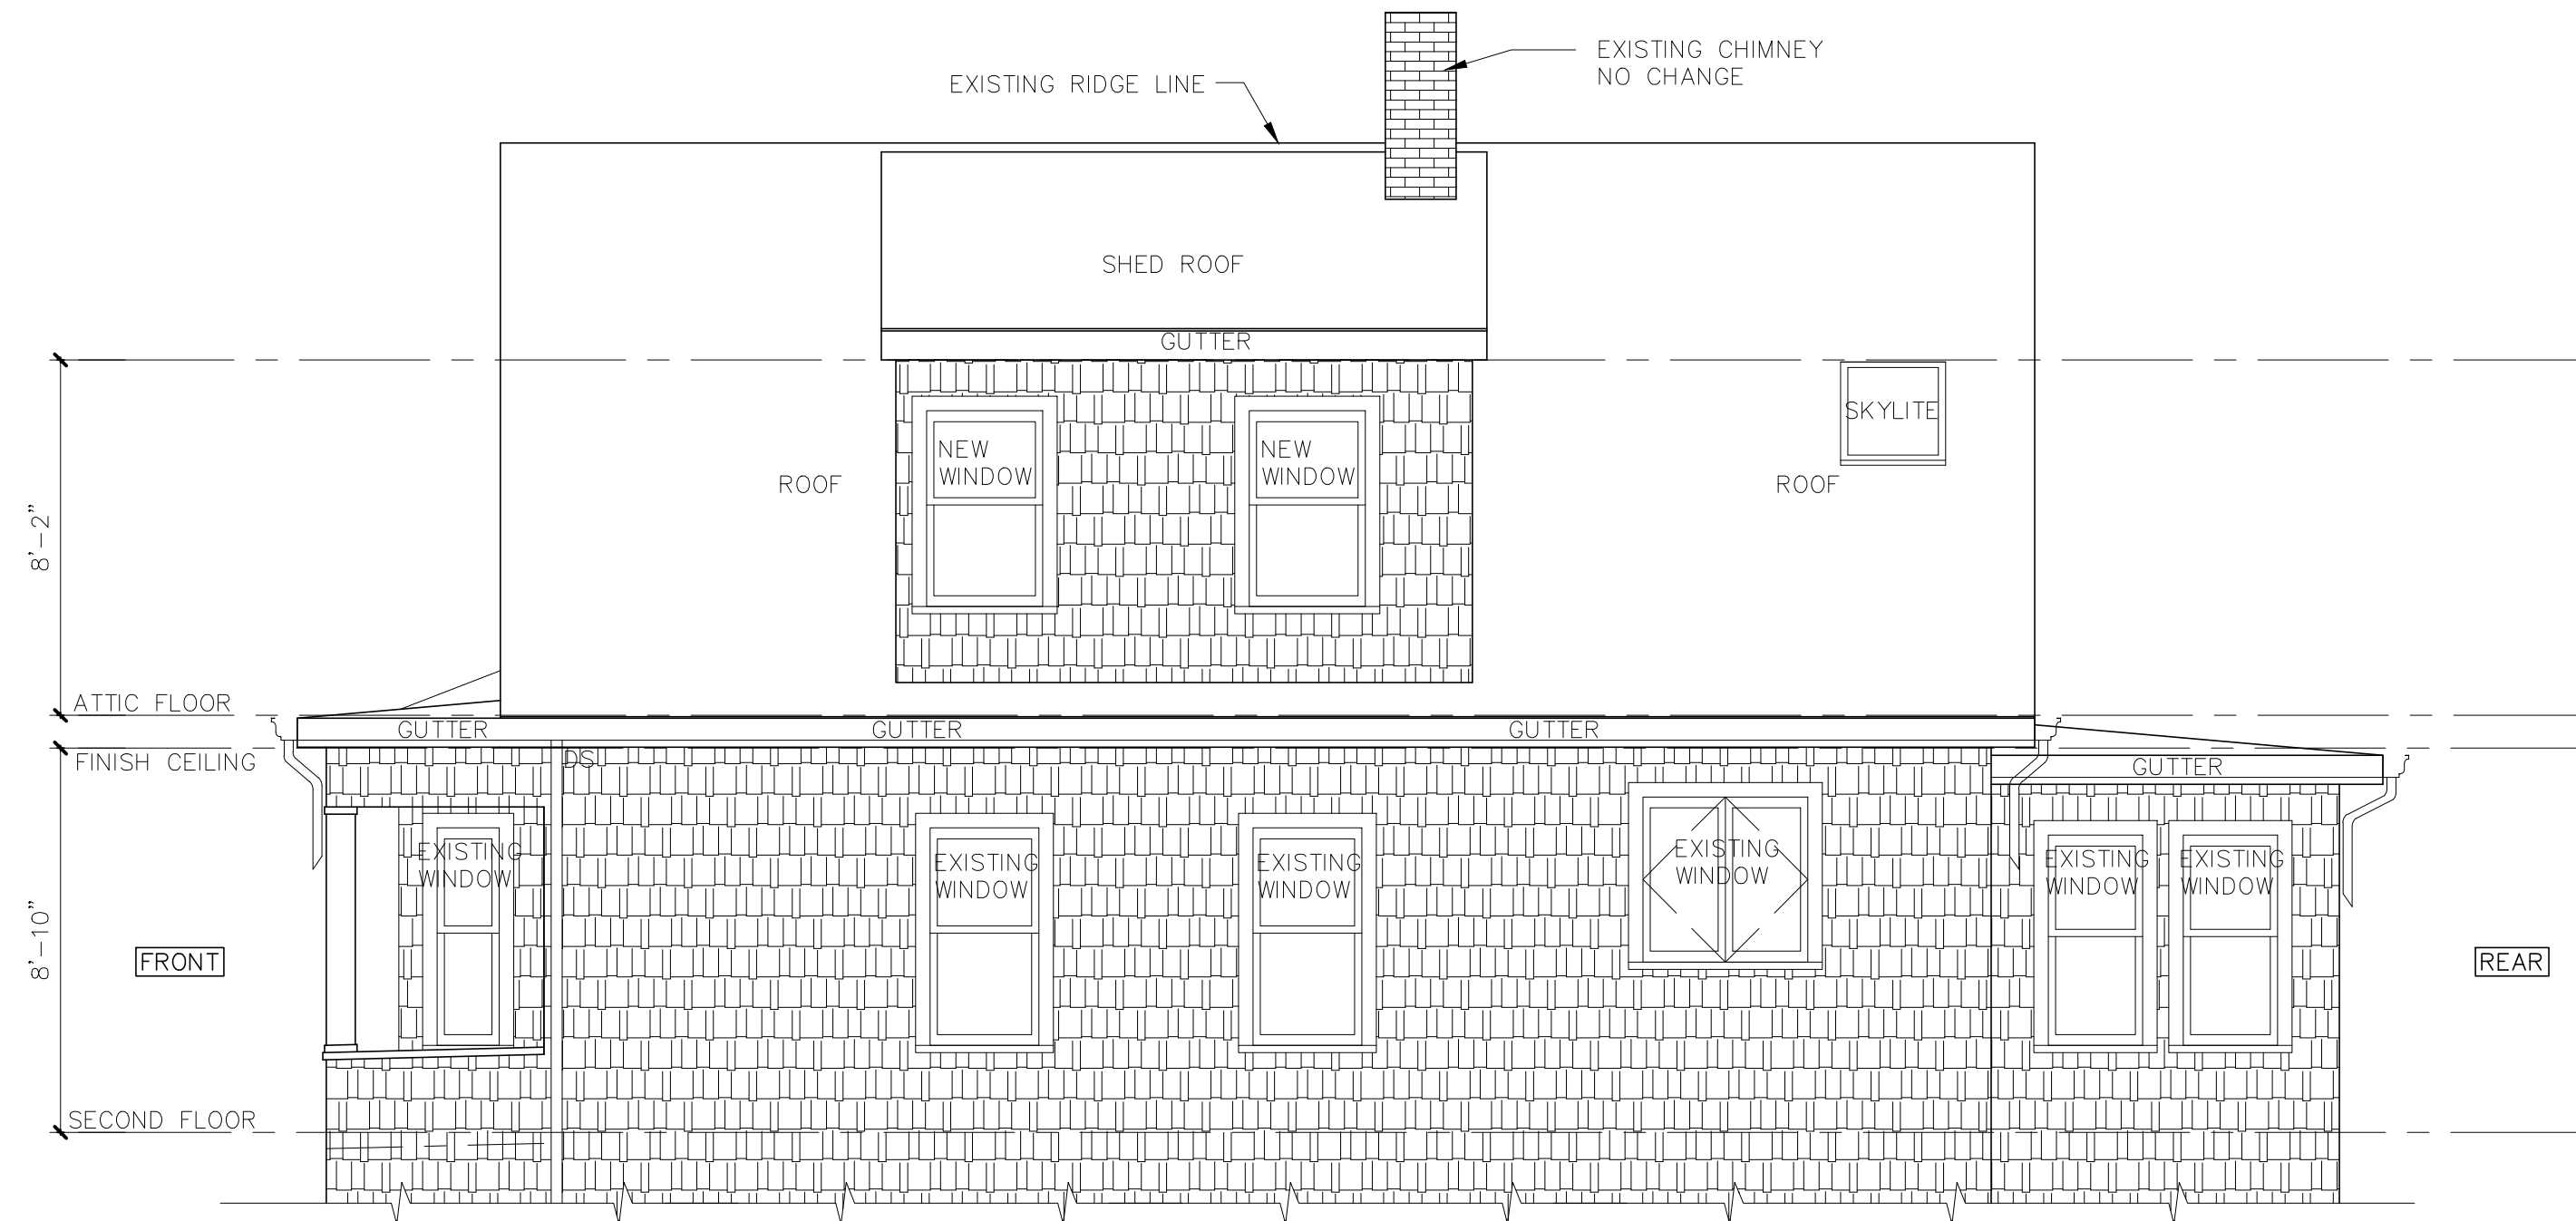 EXISTING CHIMNEY
NO CHANGE
EXISTING RIDGE LINE
SHED ROOF
GUTTER
SKYLITE
NEW
WINDOW
NEW
WINDOW
ROOF
ROOF
8'-2"
ATTIC FLOOR
GUTTER
GUTTER
GUTTER
FINISH CEILING
DS
GUTTER
EXISTING
WINDOW
EXISTING
WINDOW
EXISTING
WINDOW
EXISTING
WINDOW
EXISTING
WINDOW
EXISTING
WINDOW
8'-10"
FRONT
REAR
SECOND FLOOR